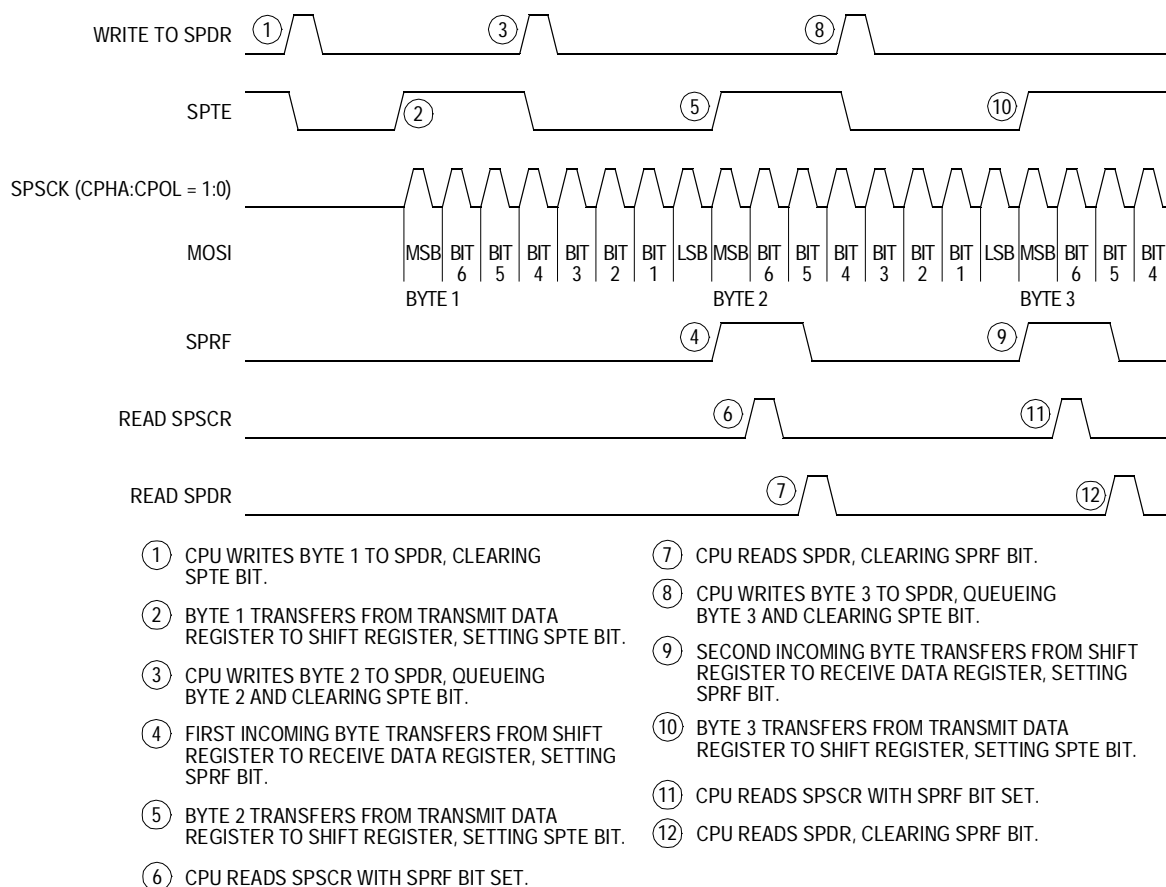 WRITE TO SPDR
1
3
8
SPTE
2
5
10
SPSCK (CPHA:CPOL = 1:0)
MOSI
MSB BIT 6 BIT 5 BIT 4 BIT 3 BIT 2 BIT 1 LSB MSB BIT 6 BIT 5 BIT 4 BIT 3 BIT 2 BIT 1 LSB MSB BIT 6 BIT 5 BIT 4
BYTE 1
BYTE 2
BYTE 3
SPRF
4
9
READ SPSCR
6
11
READ SPDR
7
12
1 CPU WRITES BYTE 1 TO SPDR, CLEARING
SPTE BIT.
2 BYTE 1 TRANSFERS FROM TRANSMIT DATA
REGISTER TO SHIFT REGISTER, SETTING SPTE BIT.
3 CPU WRITES BYTE 2 TO SPDR, QUEUEING
BYTE 2 AND CLEARING SPTE BIT.
4 FIRST INCOMING BYTE TRANSFERS FROM SHIFT
REGISTER TO RECEIVE DATA REGISTER, SETTING
SPRF BIT.
5 BYTE 2 TRANSFERS FROM TRANSMIT DATA
REGISTER TO SHIFT REGISTER, SETTING SPTE BIT.
6 CPU READS SPSCR WITH SPRF BIT SET.
7 CPU READS SPDR, CLEARING SPRF BIT.
8 CPU WRITES BYTE 3 TO SPDR, QUEUEING
BYTE 3 AND CLEARING SPTE BIT.
9 SECOND INCOMING BYTE TRANSFERS FROM SHIFT
REGISTER TO RECEIVE DATA REGISTER, SETTING
SPRF BIT.
10 BYTE 3 TRANSFERS FROM TRANSMIT DATA
REGISTER TO SHIFT REGISTER, SETTING SPTE BIT.
11 CPU READS SPSCR WITH SPRF BIT SET.
12 CPU READS SPDR, CLEARING SPRF BIT.